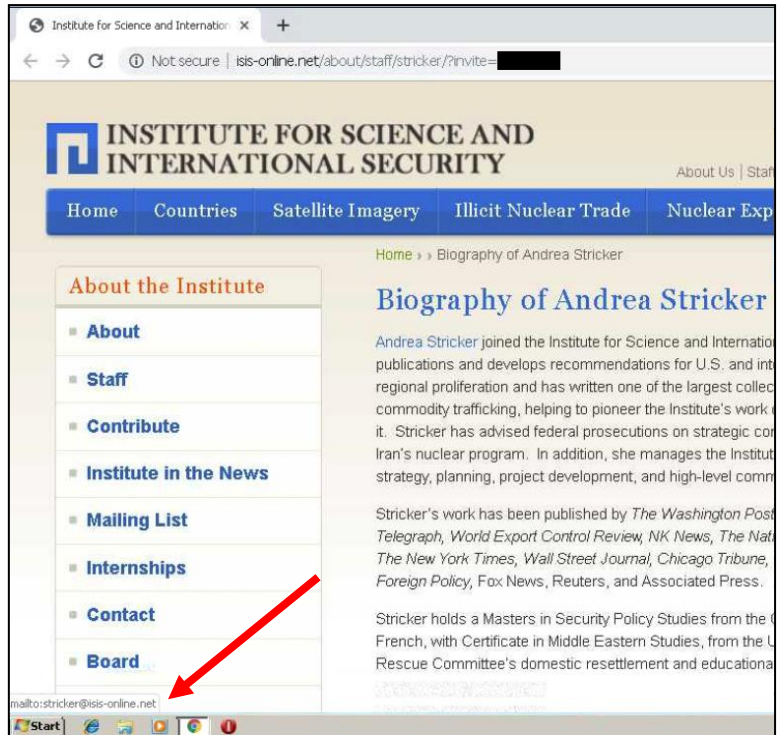 Institute for Science and Internation
Not secure | isis-online.net/about/staff/stricker/?invite=
INSTITUTE FOR SCIENCE AND
INTERNATIONAL SECURITY
About Us | Staf
Home Countries Satellite Imagery Illicit Nuclear Trade Nuclear Exp
Home › › Biography of Andrea Stricker
About the Institute
About
Staff
Contribute
Institute in the News
Mailing List
Internships
Contact
Board
Biography of Andrea Stricker
Andrea Stricker joined the Institute for Science and Internation
publications and develops recommendations for U.S. and int
regional proliferation and has written one of the largest collec
commodity trafficking, helping to pioneer the Institute's work
it. Stricker has advised federal prosecutions on strategic cor
Iran's nuclear program. In addition, she manages the Institut
strategy, planning, project development, and high-level comm
Stricker's work has been published by The Washington Post
Telegraph, World Export Control Review, NK News, The Nati
The New York Times, Wall Street Journal, Chicago Tribune,
Foreign Policy, Fox News, Reuters, and Associated Press.
Stricker holds a Masters in Security Policy Studies from the
French, with Certificate in Middle Eastern Studies, from the U
Rescue Committee's domestic resettlement and educationa
mailto:stricker@isis-online.net
Start